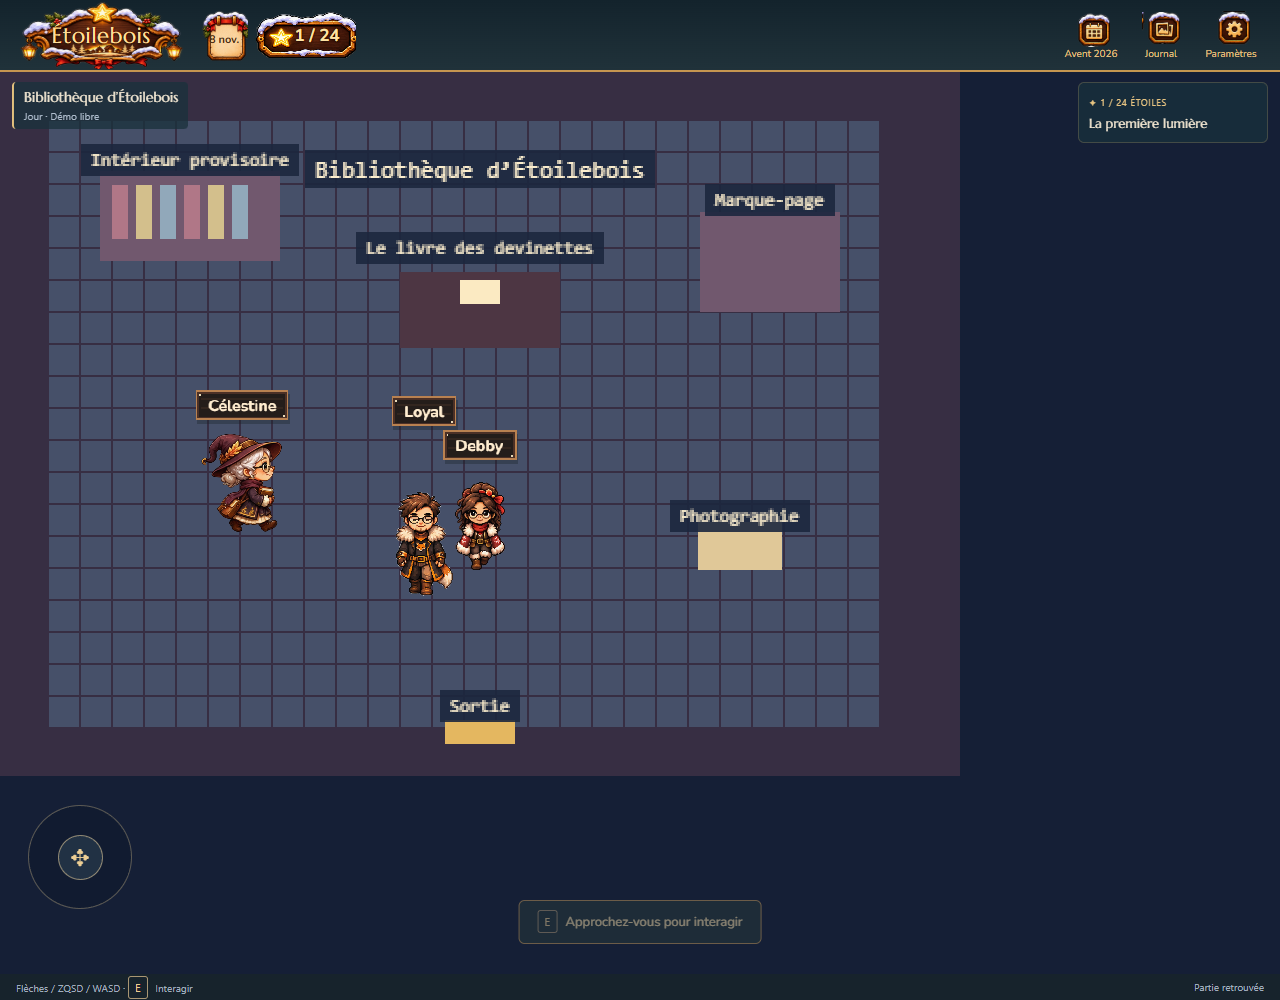 Étoilebois
8 nov.
1 / 24
Avent 2026
Journal
Paramètres
Bibliothèque d'Étoilebois
Jour · Démo libre
✦ 1 / 24 ÉTOILES
La première lumière
Intérieur provisoire
Bibliothèque d'Étoilebois
Marque-page
Le livre des devinettes
Célestine
Loyal
Debby
Photographie
Sortie
E Approchez-vous pour interagir
Flèches / ZQSD / WASD · E Interagir
Partie retrouvée